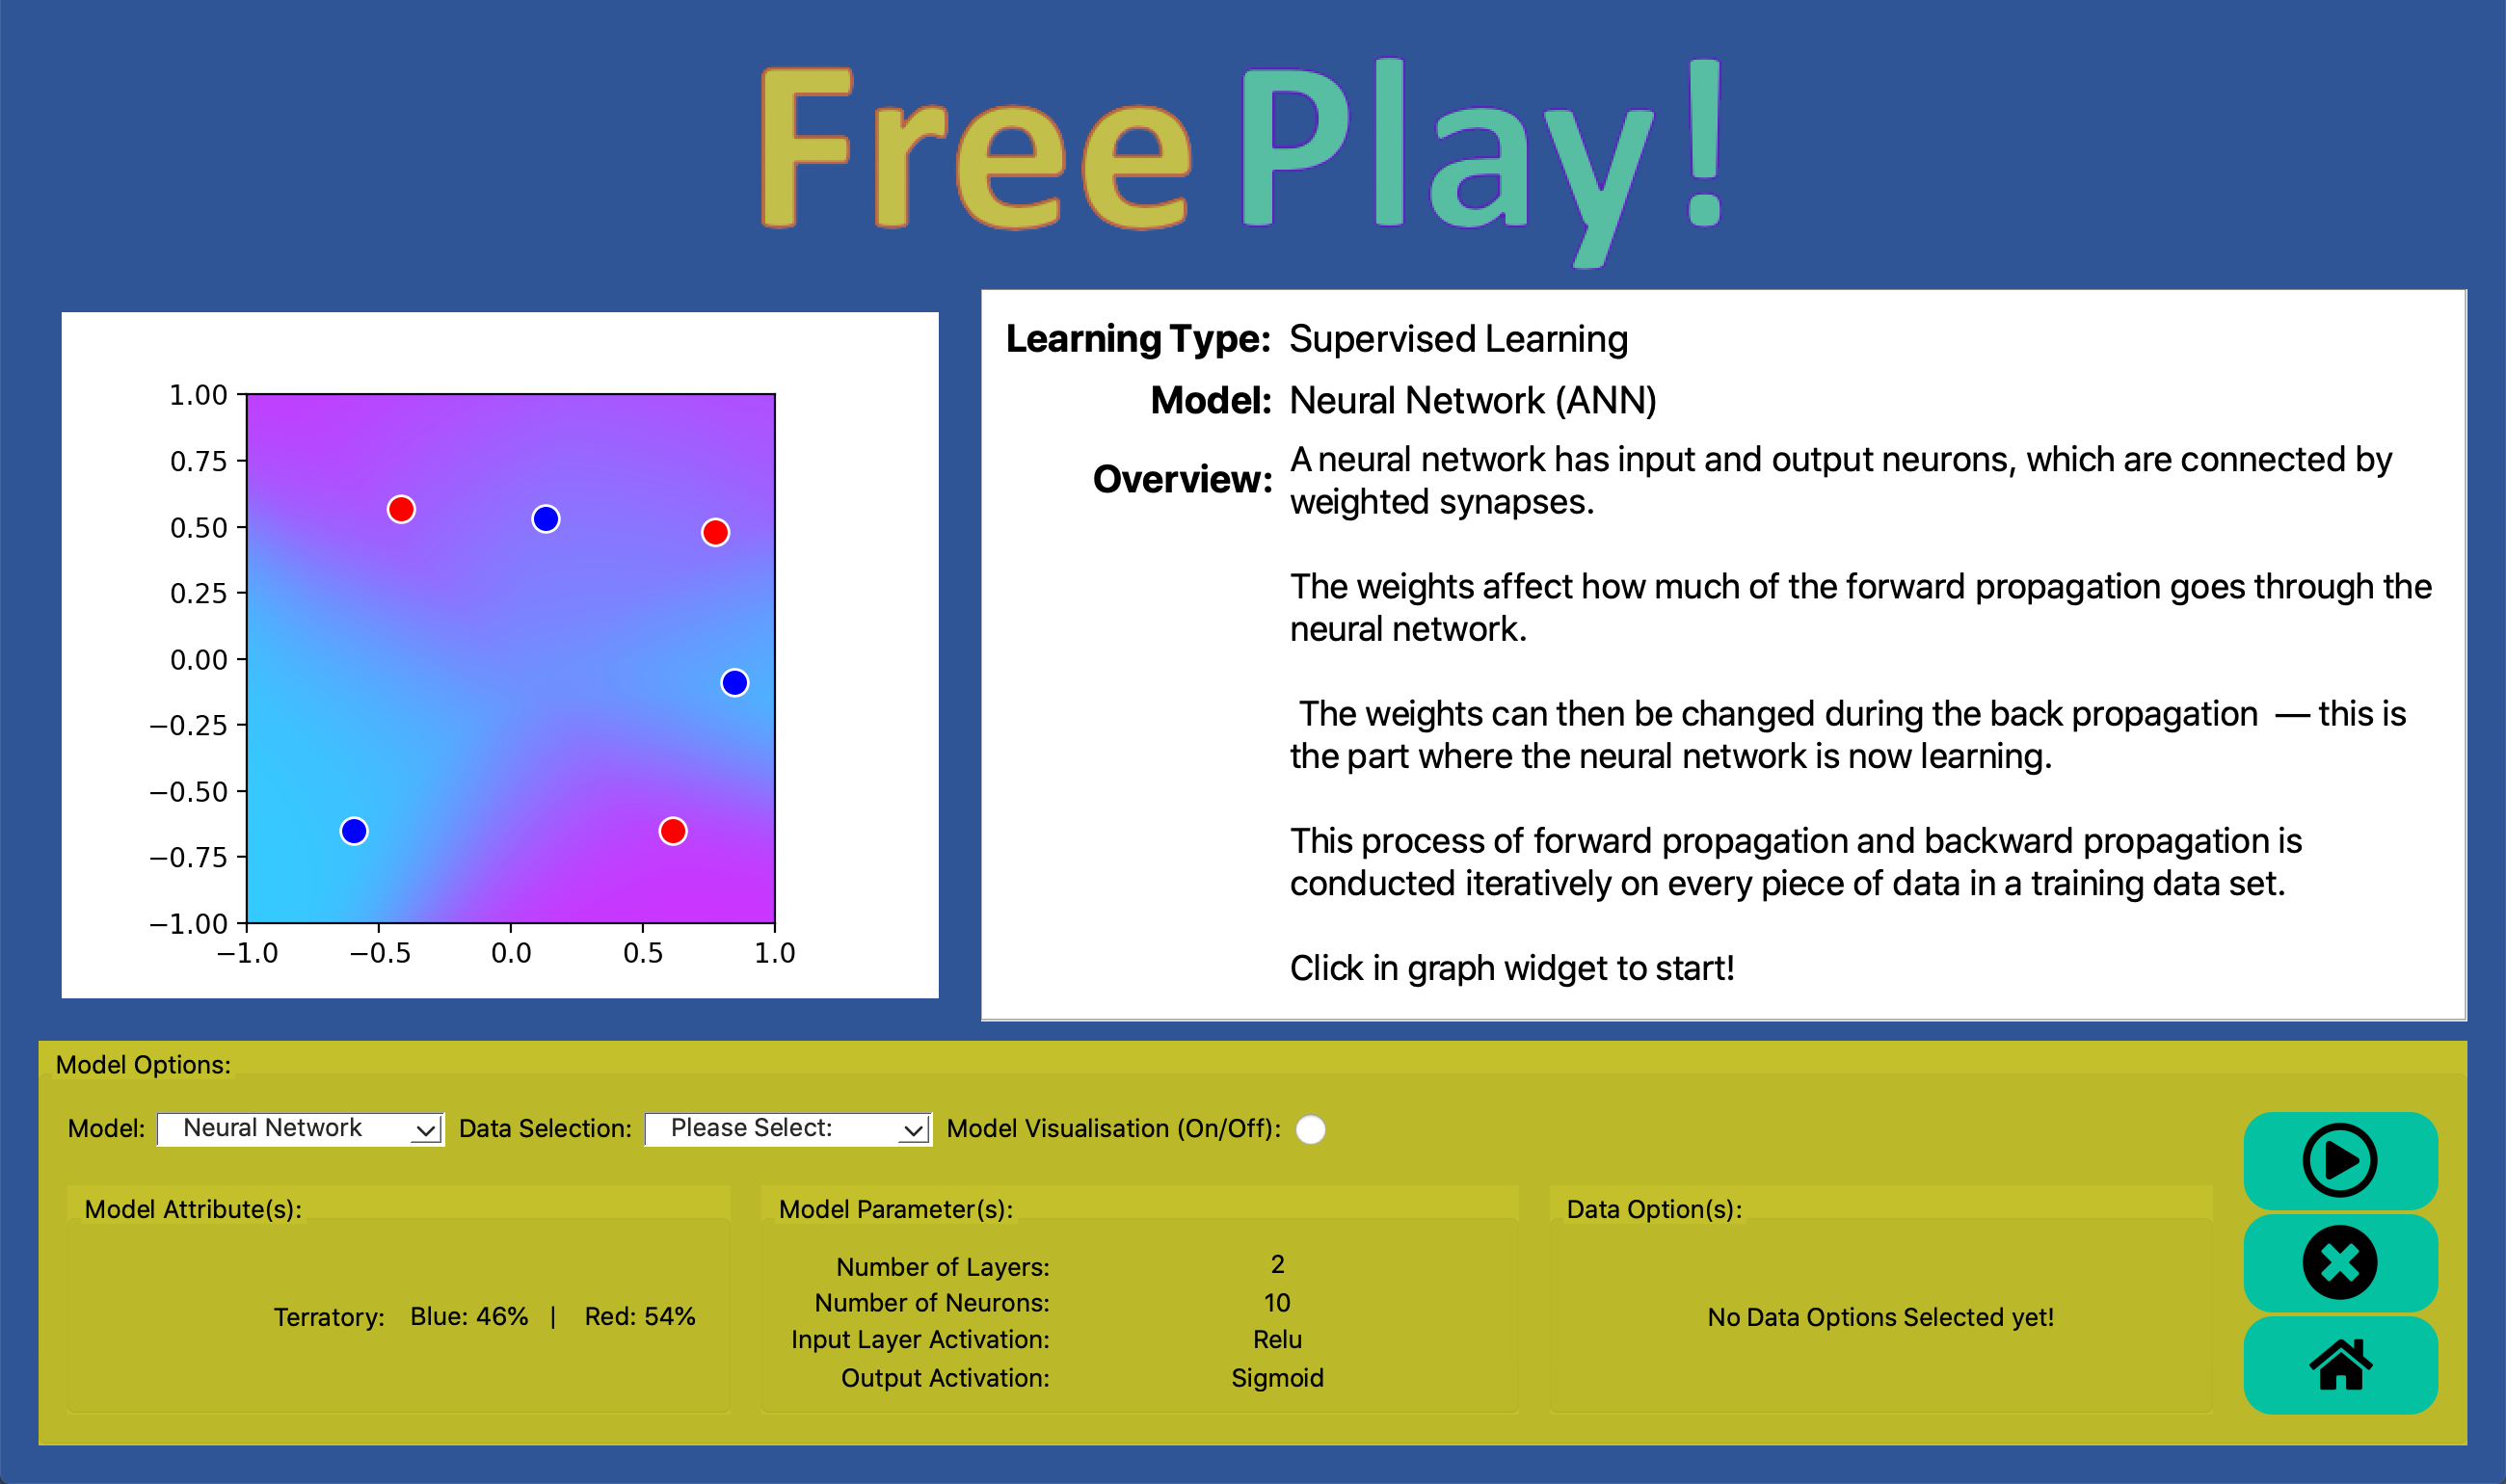 Free Play!
1.00
0.75
0.50
0.25
0.00
−0.25
−0.50
−0.75
−1.00
−1.0 −0.5 0.0 0.5 1.0
Learning Type: Supervised Learning
Model: Neural Network (ANN)
Overview: A neural network has input and output neurons, which are connected by
weighted synapses.
The weights affect how much of the forward propagation goes through the
neural network.
The weights can then be changed during the back propagation — this is
the part where the neural network is now learning.
This process of forward propagation and backward propagation is
conducted iteratively on every piece of data in a training data set.
Click in graph widget to start!
Model Options:
Model: Neural Network Data Selection: Please Select: Model Visualisation (On/Off):
Model Attribute(s):
Terratory: Blue: 46% | Red: 54%
Model Parameter(s):
Number of Layers: 2
Number of Neurons: 10
Input Layer Activation: Relu
Output Activation: Sigmoid
Data Option(s):
No Data Options Selected yet!